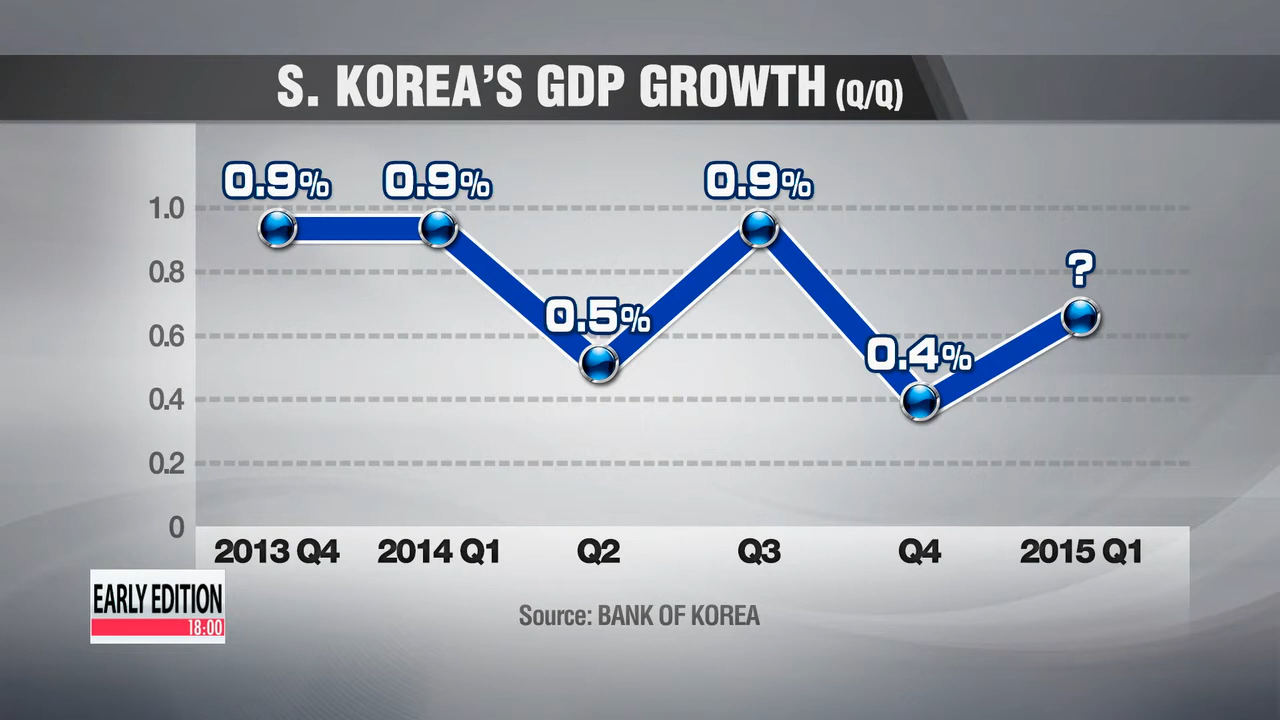 S. KOREA'S GDP GROWTH (Q/Q)
0.9% 0.9% 0.5% 0.9% 0.4% ?
1.0
0.8
0.6
0.4
0.2
0
2013 Q4 2014 Q1 Q2 Q3 Q4 2015 Q1
EARLY EDITION
18:00
Source: BANK OF KOREA